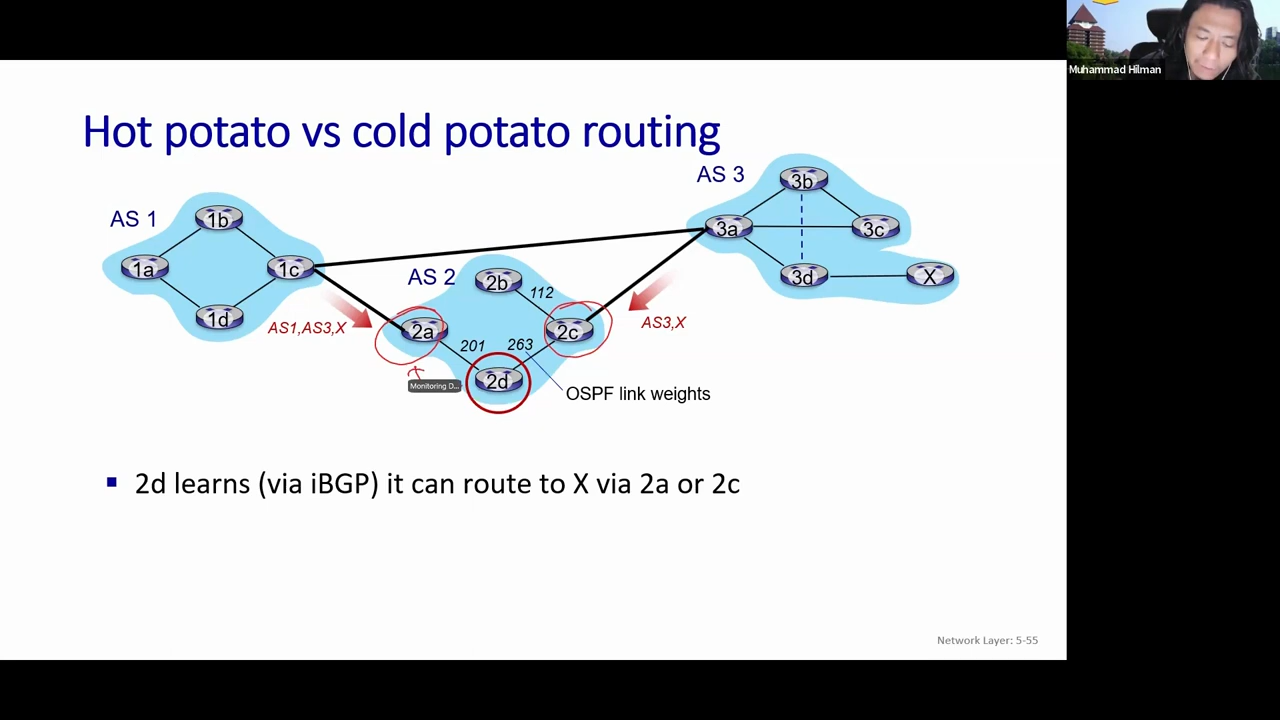 Muhammad Hilman
Hot potato vs cold potato routing
AS 3
3b
AS 1
1b
3a
3c
1a
1c
AS 2
2b
3d
X
112
1d
AS1,AS3,X
2a
2c
AS3,X
201
263
Monitoring D...
2d
OSPF link weights
2d learns (via iBGP) it can route to X via 2a or 2c
Network Layer: 5-55